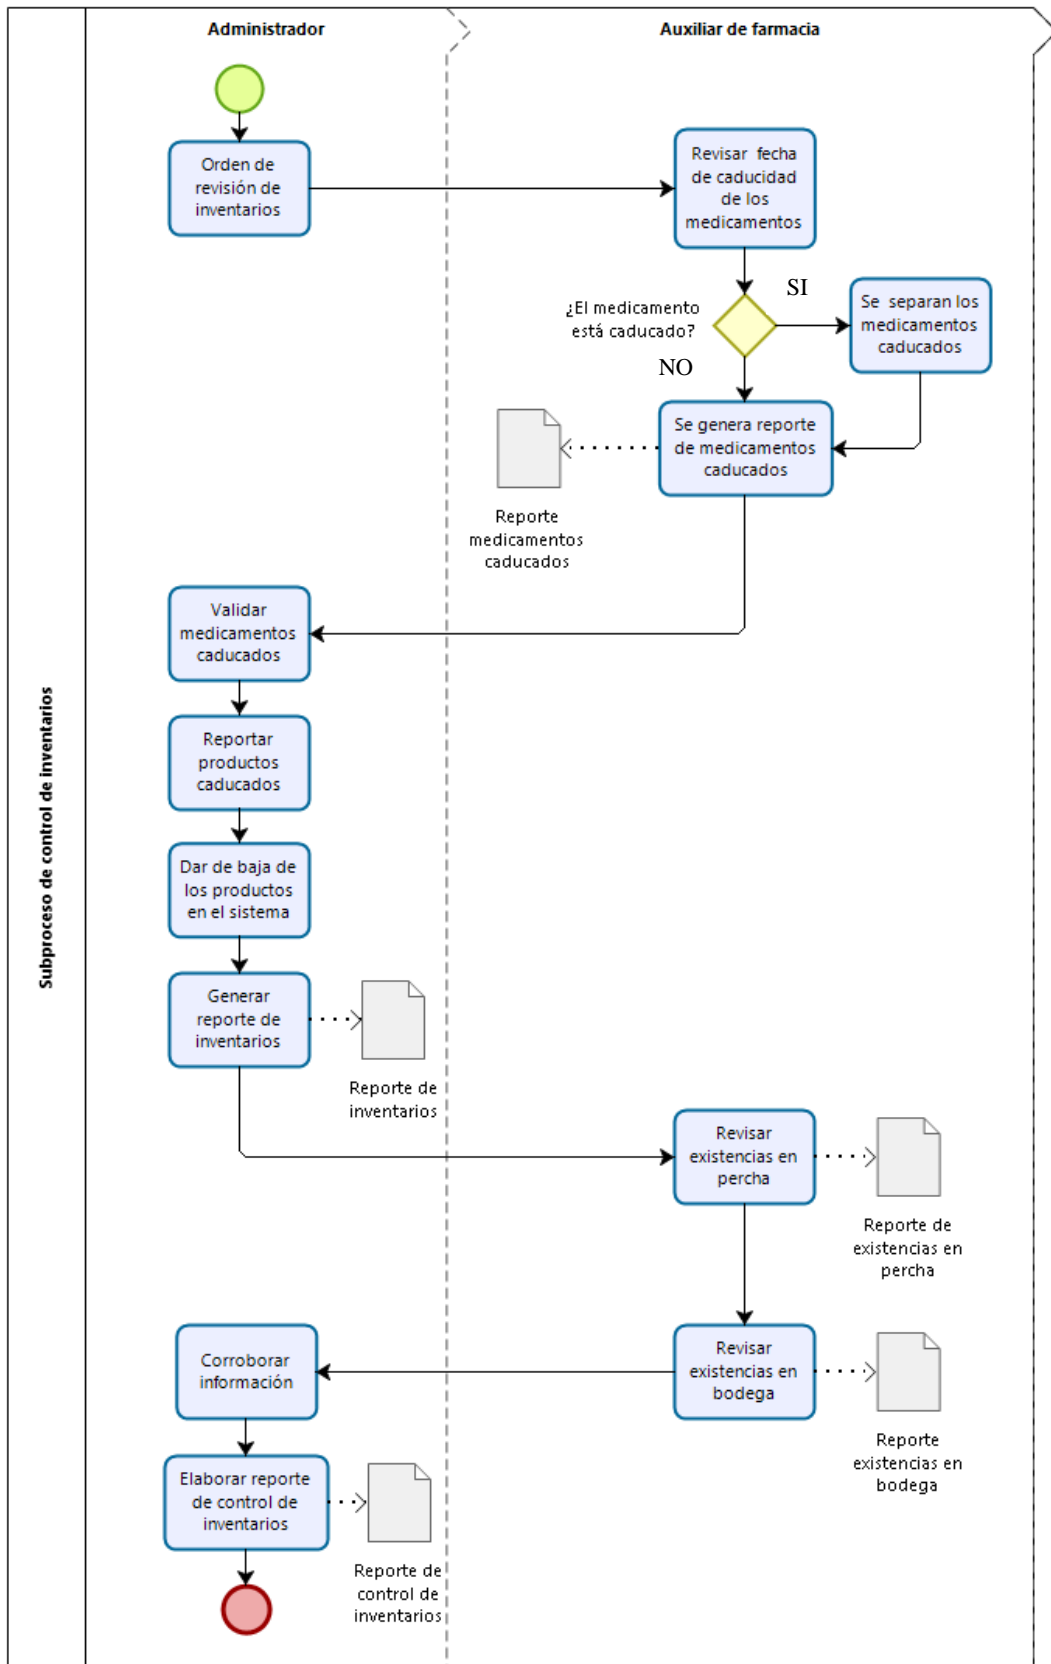 Administrador
Auxiliar de farmacia
Subproceso de control de inventarios
Orden de
revisión de
inventarios
Revisar fecha
de caducidad
de los
medicamentos
¿El medicamento
está caducado?
SI
Se separan los
medicamentos
caducados
NO
Se genera reporte
de medicamentos
caducados
Reporte
medicamentos
caducados
Validar
medicamentos
caducados
Reportar
productos
caducados
Dar de baja de
los productos
en el sistema
Generar
reporte de
inventarios
Reporte de
inventarios
Revisar
existencias en
percha
Reporte de
existencias en
percha
Revisar
existencias en
bodega
Reporte
existencias en
bodega
Corroborar
información
Elaborar reporte
de control de
inventarios
Reporte de
control de
inventarios